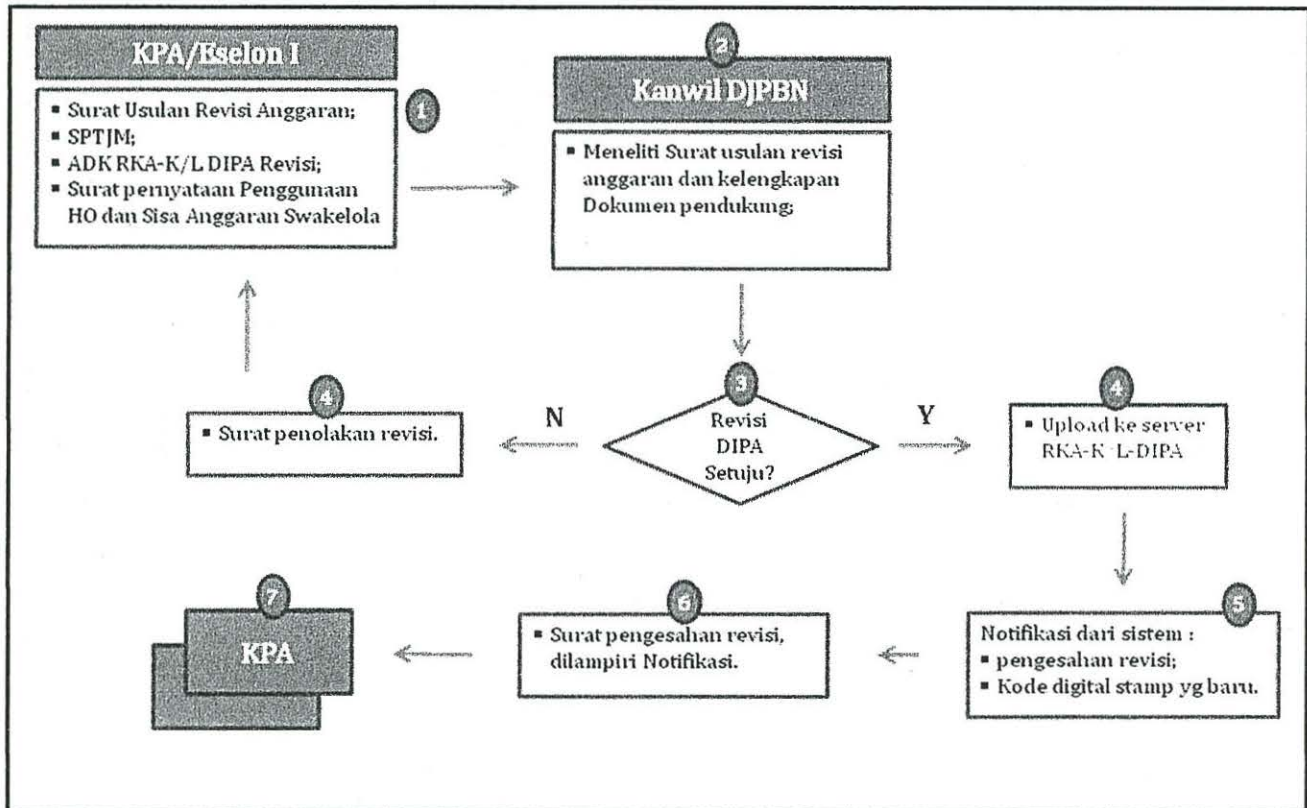 KPA/Eselon I
1
▪ Surat Usulan Revisi Anggaran;
▪ SPTJM;
▪ ADK RKA-K/L DIPA Revisi;
▪ Surat pernyataan Penggunaan
HO dan Sisa Anggaran Swakelola
2
Kanwil DJPBN
▪ Meneliti Surat usulan revisi
anggaran dan kelengkapan
Dokumen pendukung;
3
Revisi
DIPA
Setuju?
N
Y
4
▪ Surat penolakan revisi.
4
▪ Upload ke server
RKA-K L-DIPA
5
Notifikasi dari sistem :
▪ pengesahan revisi;
▪ Kode digital stamp yg baru.
6
▪ Surat pengesahan revisi,
dilampiri Notifikasi.
7
KPA